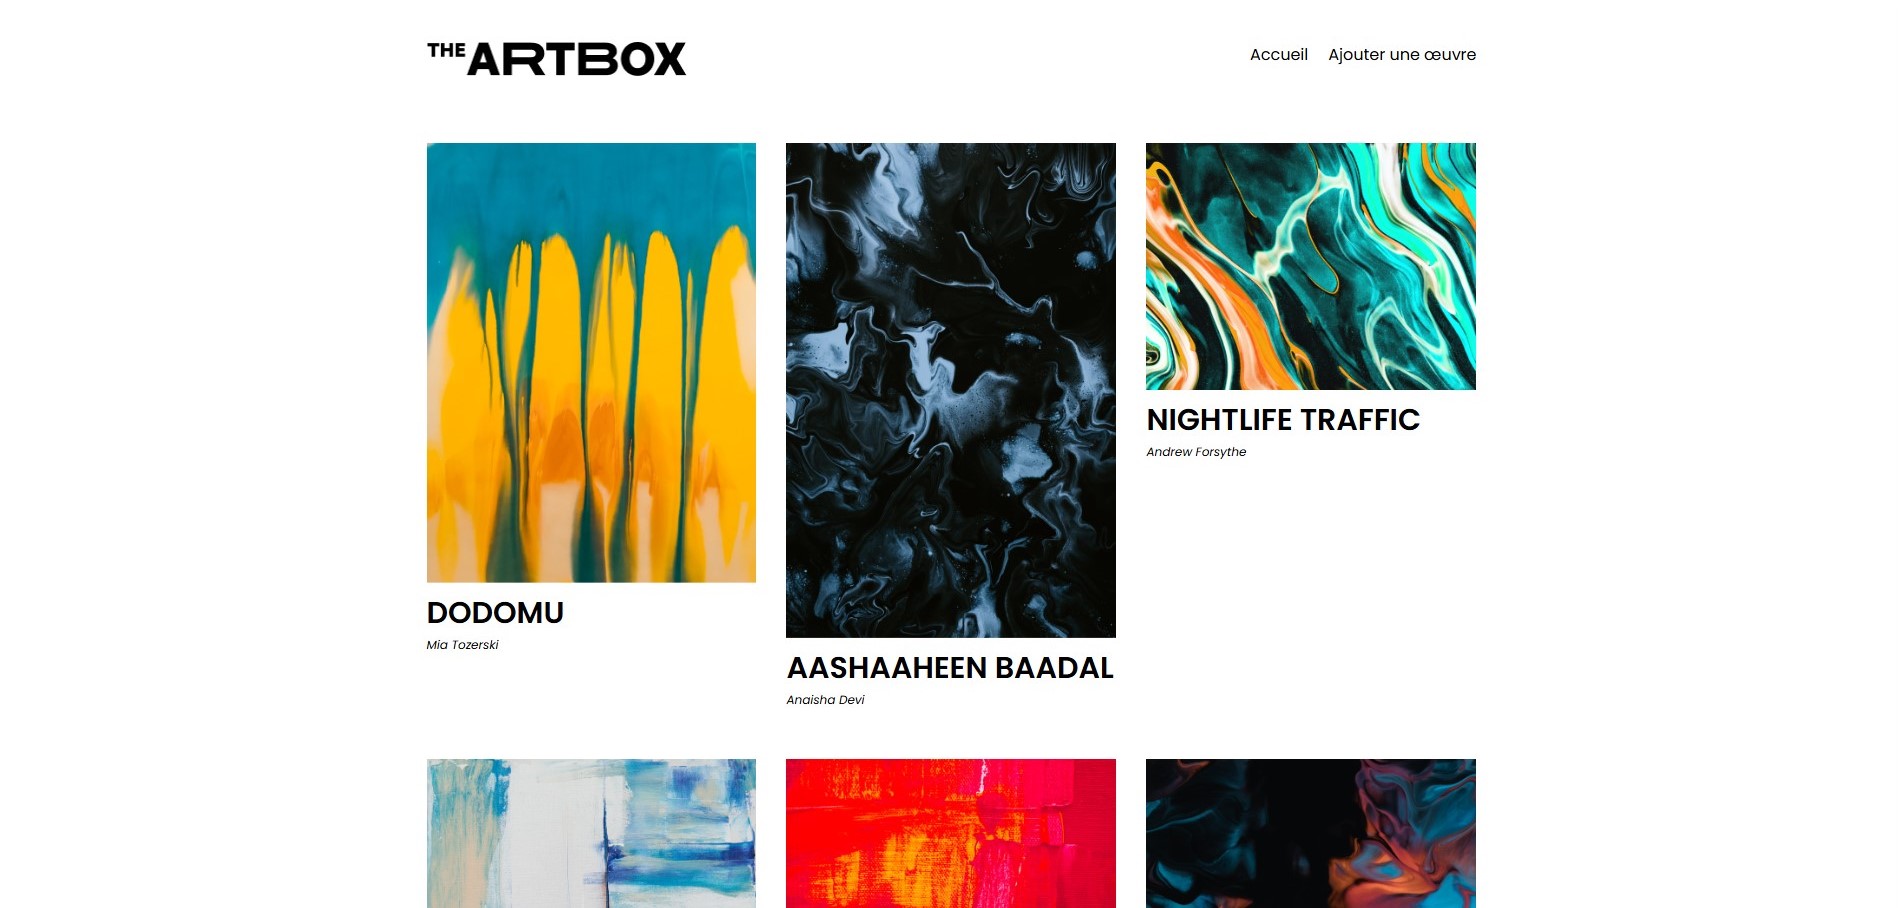 THE ARTBOX
Accueil Ajouter une œuvre
DODOMU
Mia Tozerski
AASHAAHEEN BAADAL
Anaisha Devi
NIGHTLIFE TRAFFIC
Andrew Forsythe